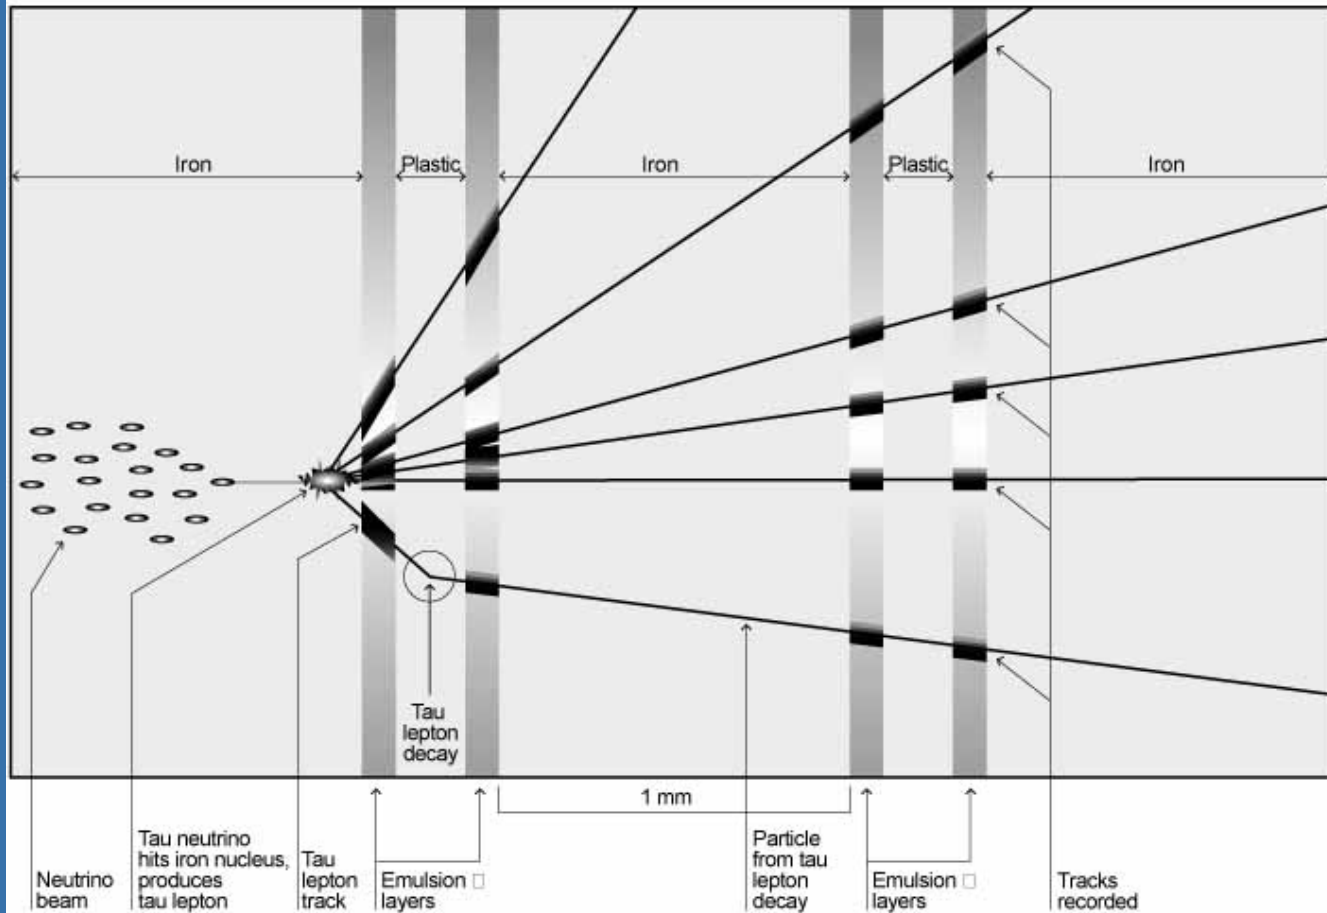 Iron
Plastic
Iron
Plastic
Iron
Tau
lepton
decay
1 mm
Neutrino
beam
Tau neutrino
hits iron nucleus,
produces
tau lepton
Tau
lepton
track
Emulsion □
layers
Particle
from tau
lepton
decay
Emulsion □
layers
Tracks
recorded